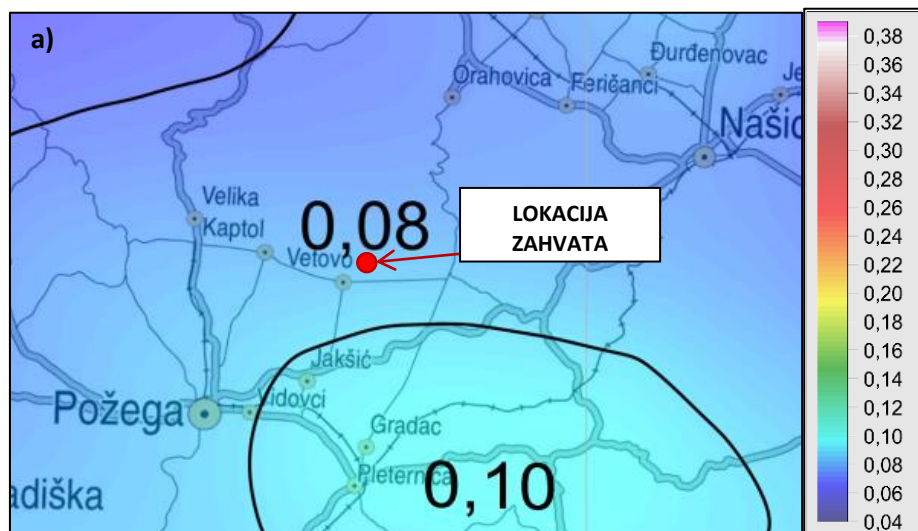 a)
Đurđenovac
Orahovica
Feričanci
Je
Našic
Velika
Kaptol
0,08
LOKACIJA
ZAHVATA
Vetovo
Jakšić
Požega
Vidovci
Gradac
Pleternica
0,10
adiška
0,38
0,38
0,34
0,32
0,30
0,28
0,26
0,24
0,22
0,20
0,18
0,16
0,14
0,12
0,10
0,08
0,06
0,04